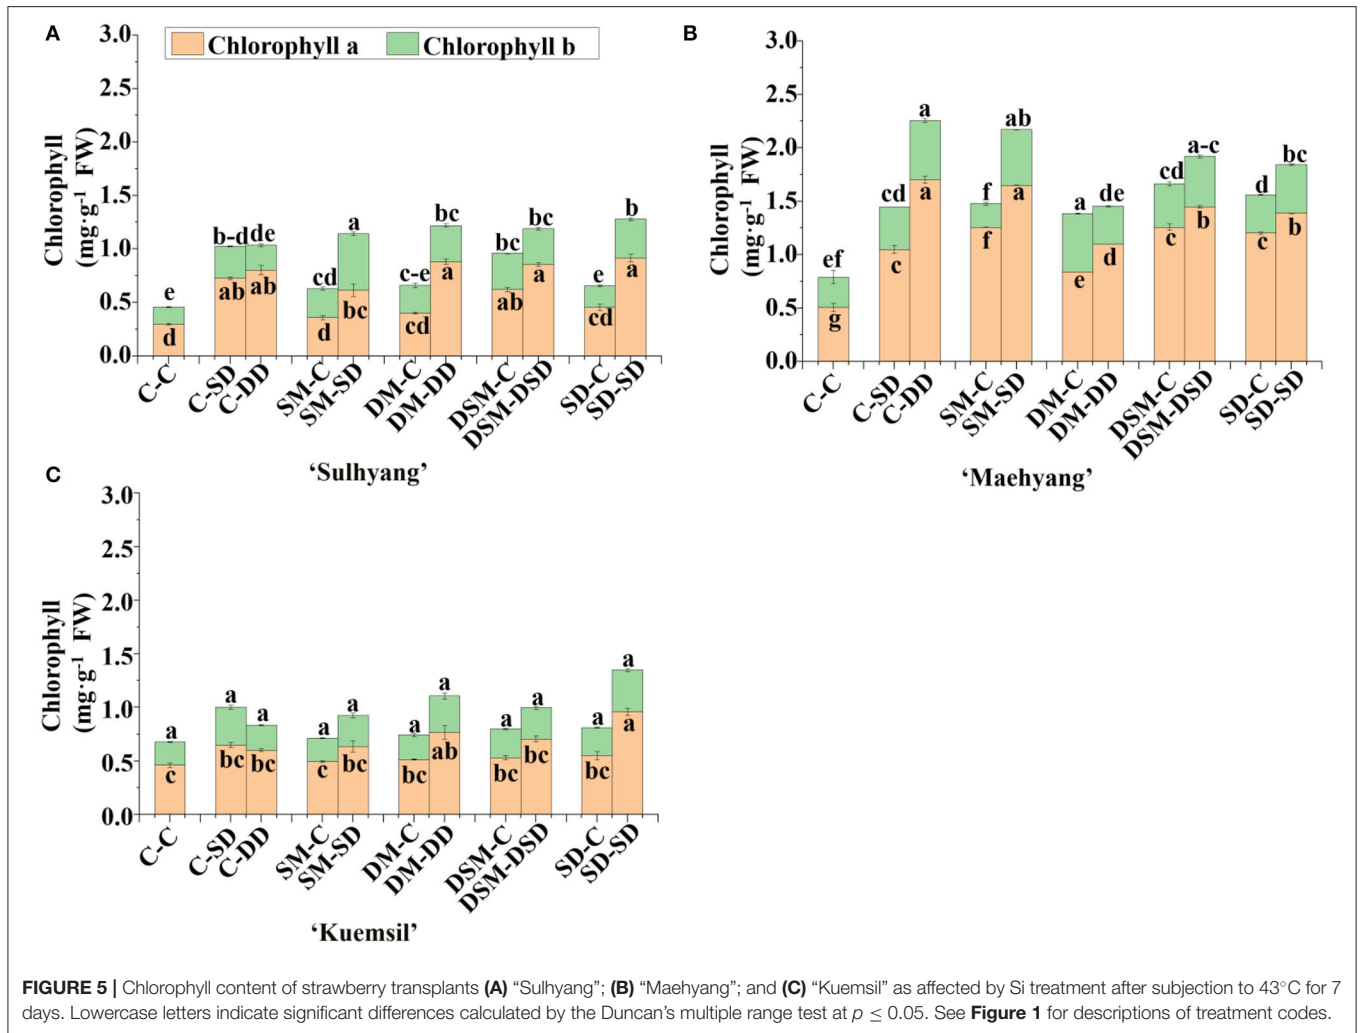 A
Chlorophyll a
Chlorophyll b
3.0
2.5
2.0
1.5
1.0
0.5
0.0
Chlorophyll
(mg·g-1 FW)
e
d
b-d
ab
de
ab
cd
d
a
bc
c-e
cd
bc
a
bc
ab
bc
a
e
cd
b
a
C-C
C-SD
C-DD
SM-C
SM-SD
DM-C
DM-DD
DSM-C
DSM-DSD
SD-C
SD-SD
‘Sulhyang’
B
3.0
2.5
2.0
1.5
1.0
0.5
0.0
Chlorophyll
(mg·g-1 FW)
ef
g
cd
c
a
a
f
f
ab
a
a
e
de
d
cd
c
a-c
b
d
c
bc
b
C-C
C-SD
C-DD
SM-C
SM-SD
DM-C
DM-DD
DSM-C
DSM-DSD
SD-C
SD-SD
‘Maehyang’
C
3.0
2.5
2.0
1.5
1.0
0.5
0.0
Chlorophyll
(mg·g-1 FW)
a
c
a
bc
a
bc
a
c
a
bc
a
bc
a
ab
a
bc
a
bc
a
bc
a
a
C-C
C-SD
C-DD
SM-C
SM-SD
DM-C
DM-DD
DSM-C
DSM-DSD
SD-C
SD-SD
‘Kuemsil’
FIGURE 5 | Chlorophyll content of strawberry transplants (A) “Sulhyang”; (B) “Maehyang”; and (C) “Kuemsil” as affected by Si treatment after subjection to 43°C for 7
days. Lowercase letters indicate significant differences calculated by the Duncan’s multiple range test at p ≤ 0.05. See Figure 1 for descriptions of treatment codes.